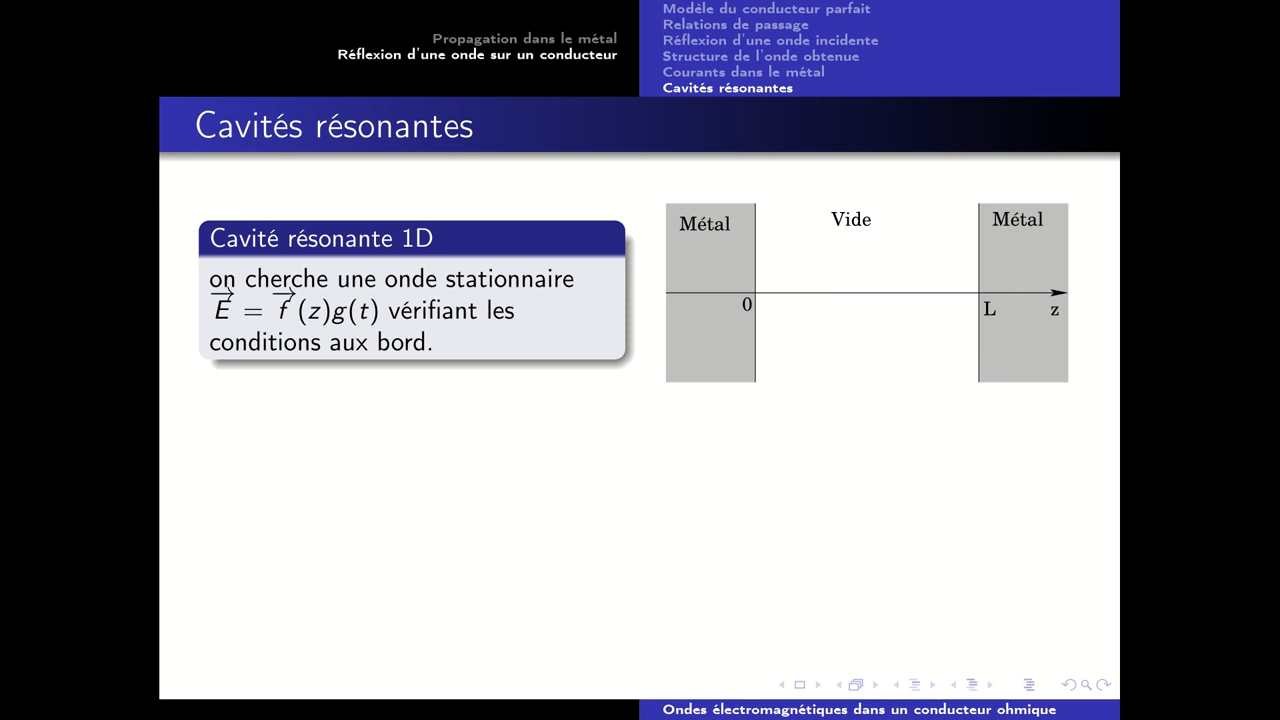 Propagation dans le métal
Réflexion d'une onde sur un conducteur
Modèle du conducteur parfait
Relations de passage
Réflexion d'une onde incidente
Structure de l'onde obtenue
Courants dans le métal
Cavités résonantes
Cavités résonantes
Cavité résonante 1D
on cherche une onde stationnaire
$\overrightarrow{E} = \overrightarrow{f}(z)g(t)$ vérifiant les
conditions aux bord.
Métal
Vide
Métal
0
L
z
Ondes électromagnétiques dans un conducteur ohmique